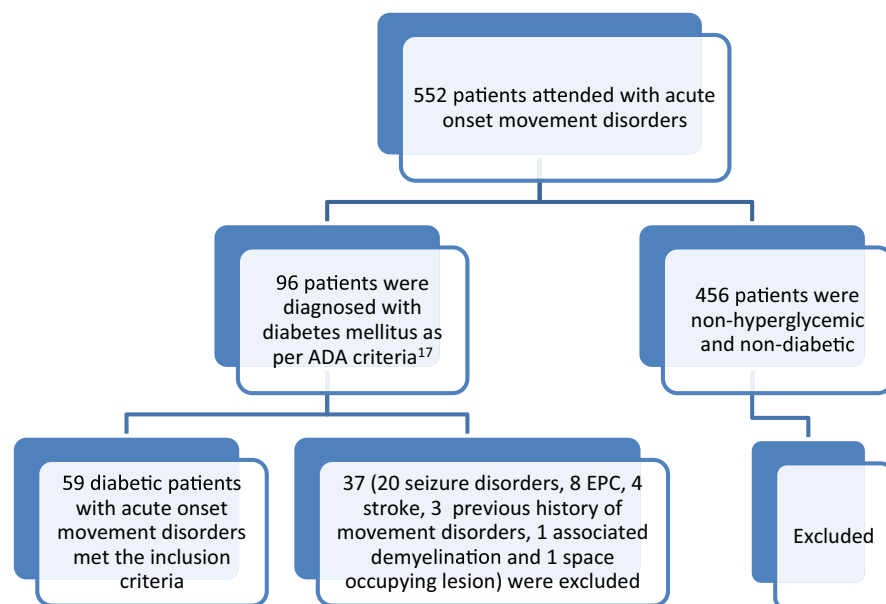 552 patients attended with acute
onset movement disorders
96 patients were
diagnosed with
diabetes mellitus as
per ADA criteria¹⁷
456 patients were
non-hyperglycemic
and non-diabetic
59 diabetic patients
with acute onset
movement disorders
met the inclusion
criteria
37 (20 seizure disorders, 8 EPC, 4
stroke, 3 previous history of
movement disorders, 1 associated
demyelination and 1 space
occupying lesion) were excluded
Excluded